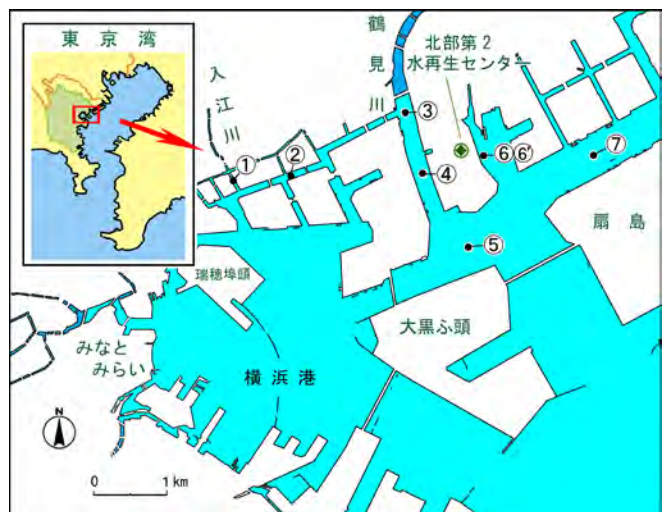 東京湾
入江川
鶴見川
北部第2
水再生センター
①
②
③
④
⑤
⑥ ⑥'
⑦
扇島
瑞穂埠頭
大黒ふ頭
みなと
みらい
横浜港
N
0 1 km